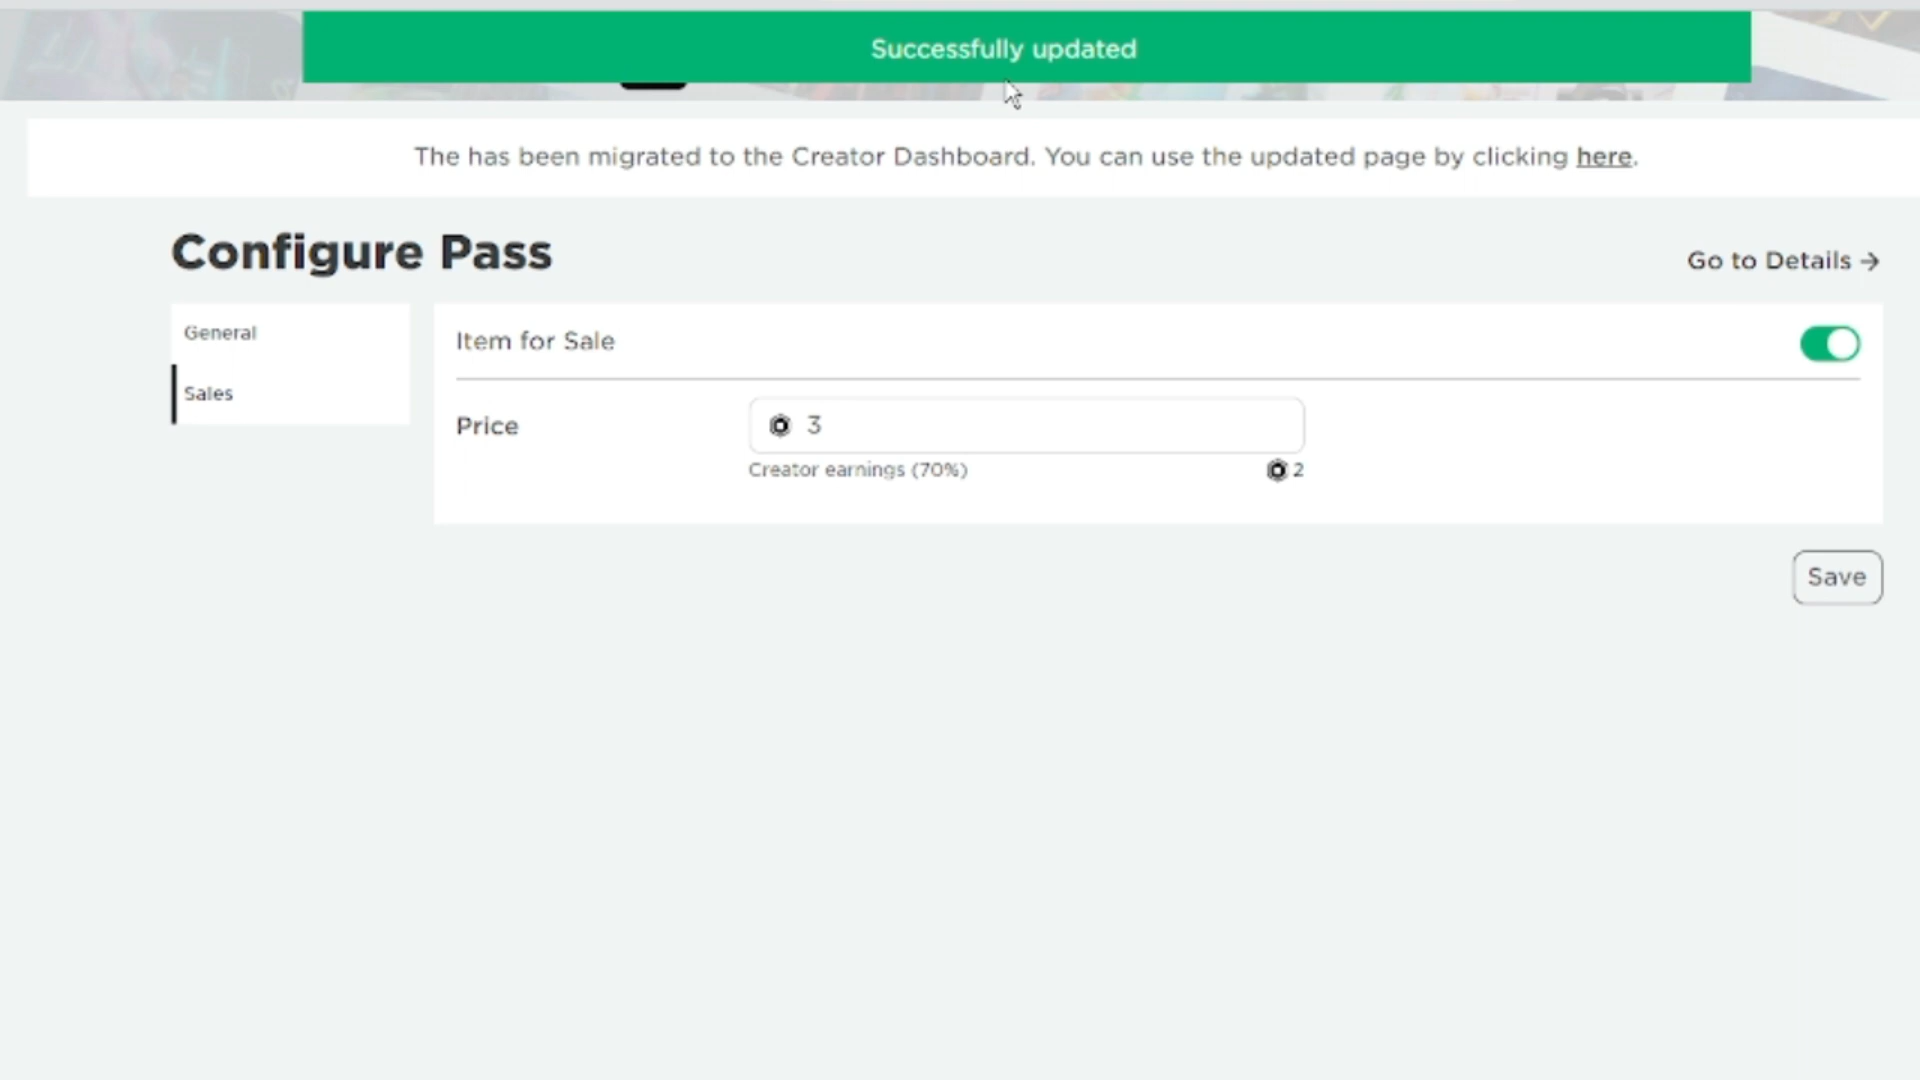 Successfully updated
The has been migrated to the Creator Dashboard. You can use the updated page by clicking here.
Configure Pass
Go to Details →
General
Sales
Item for Sale
Price
3
Creator earnings (70%)
2
Save